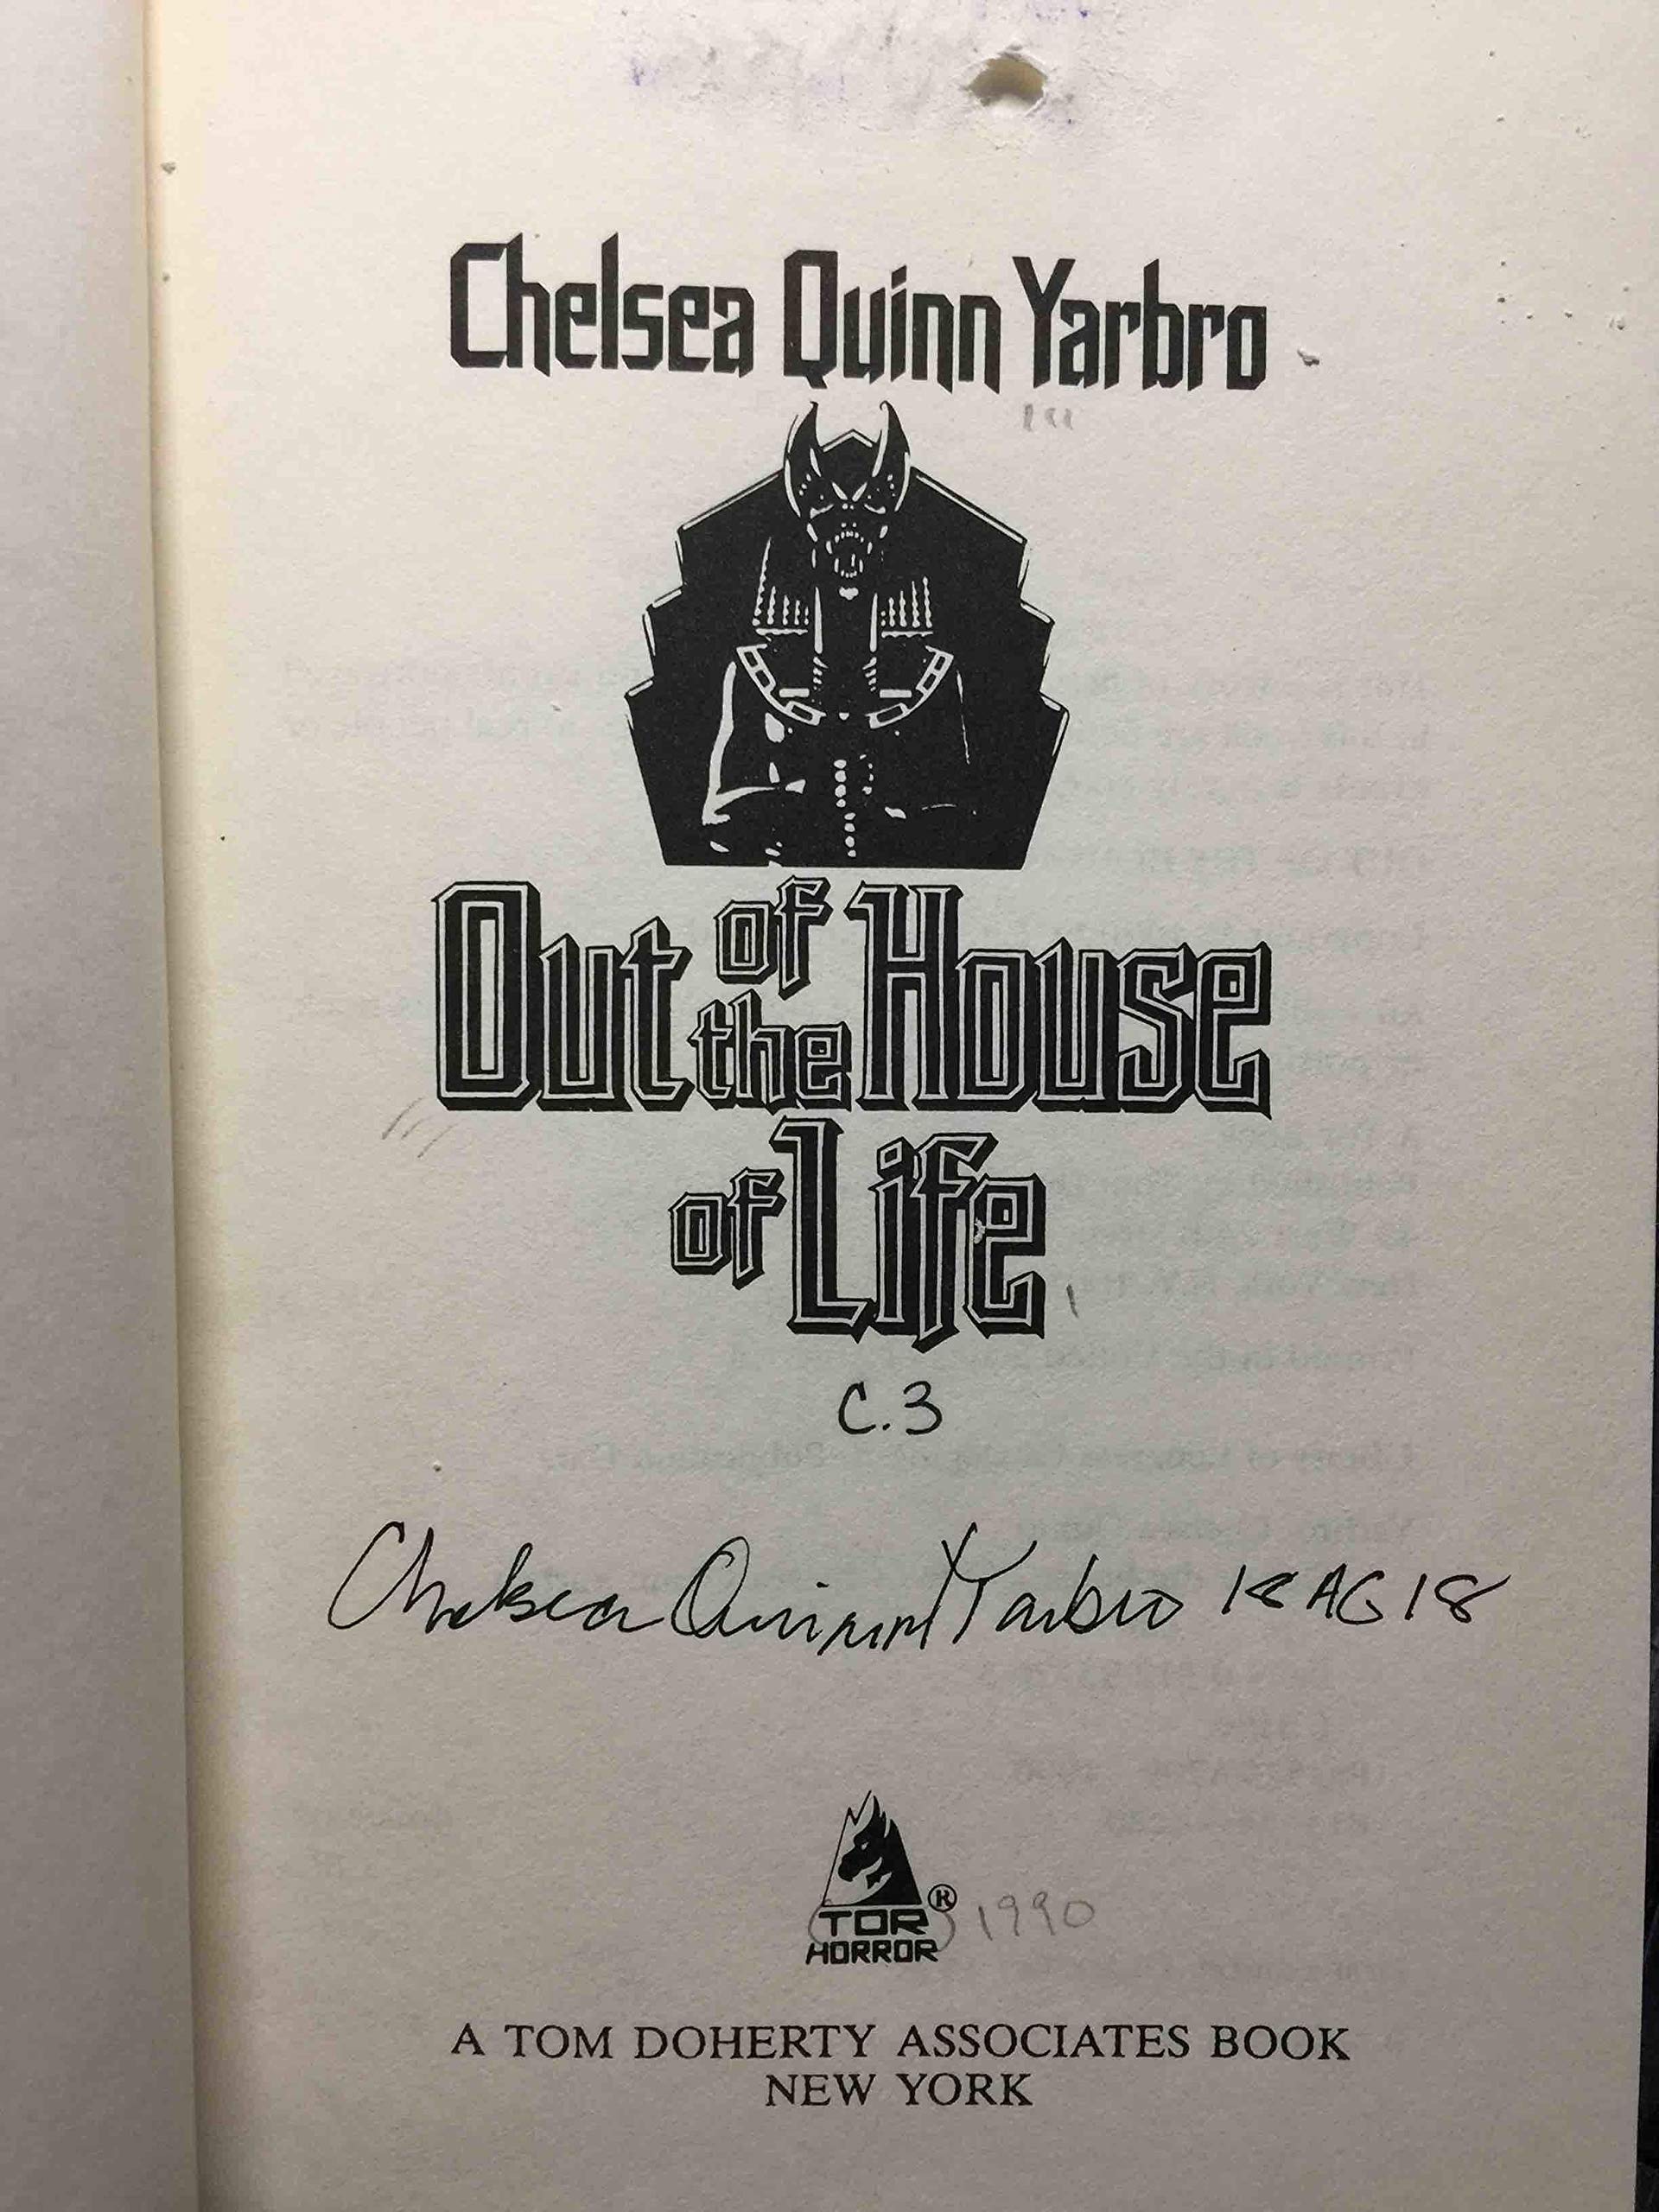 Chelsea Quinn Yarbro
Out of the House
of Life
C.3
Chelsea Quinn Yarbro 18 AG 18
TOR ® 1990
HORROR
A TOM DOHERTY ASSOCIATES BOOK
NEW YORK